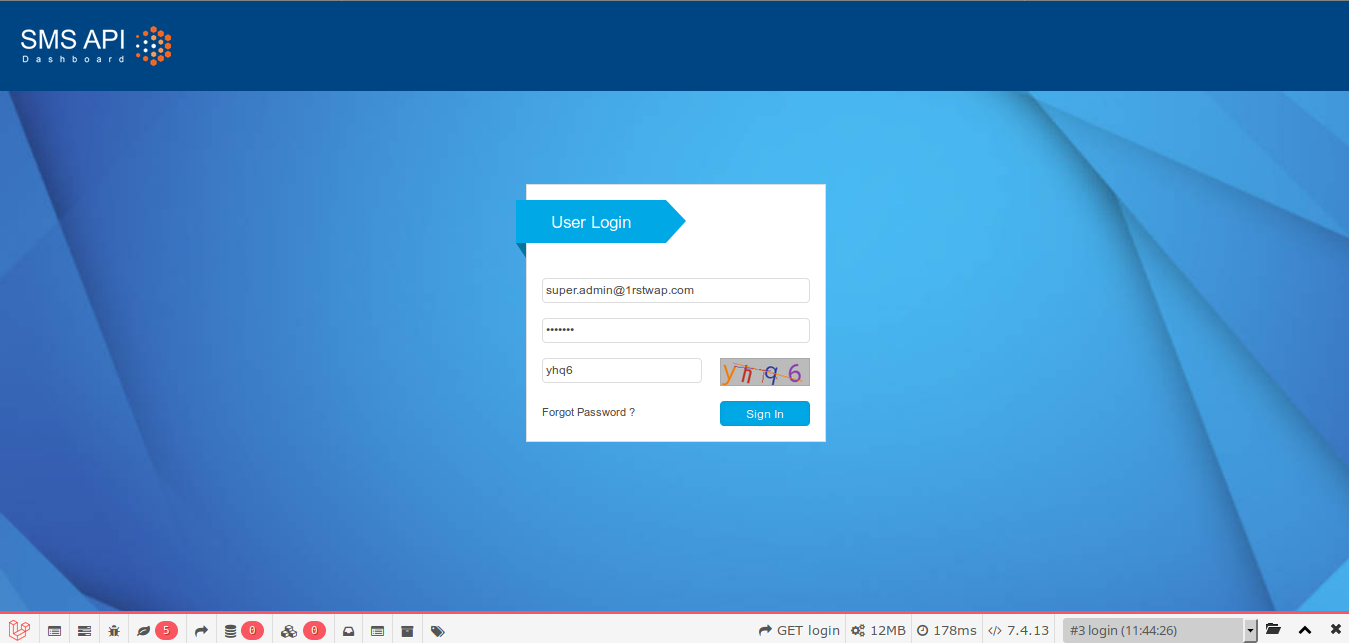 SMS API
Dashboard
User Login
super.admin@1rstwap.com
•••••••
yhq6
yhq6
Forgot Password ?
Sign In
5
0
0
GET login
12MB
178ms
7.4.13
#3 login (11:44:26)